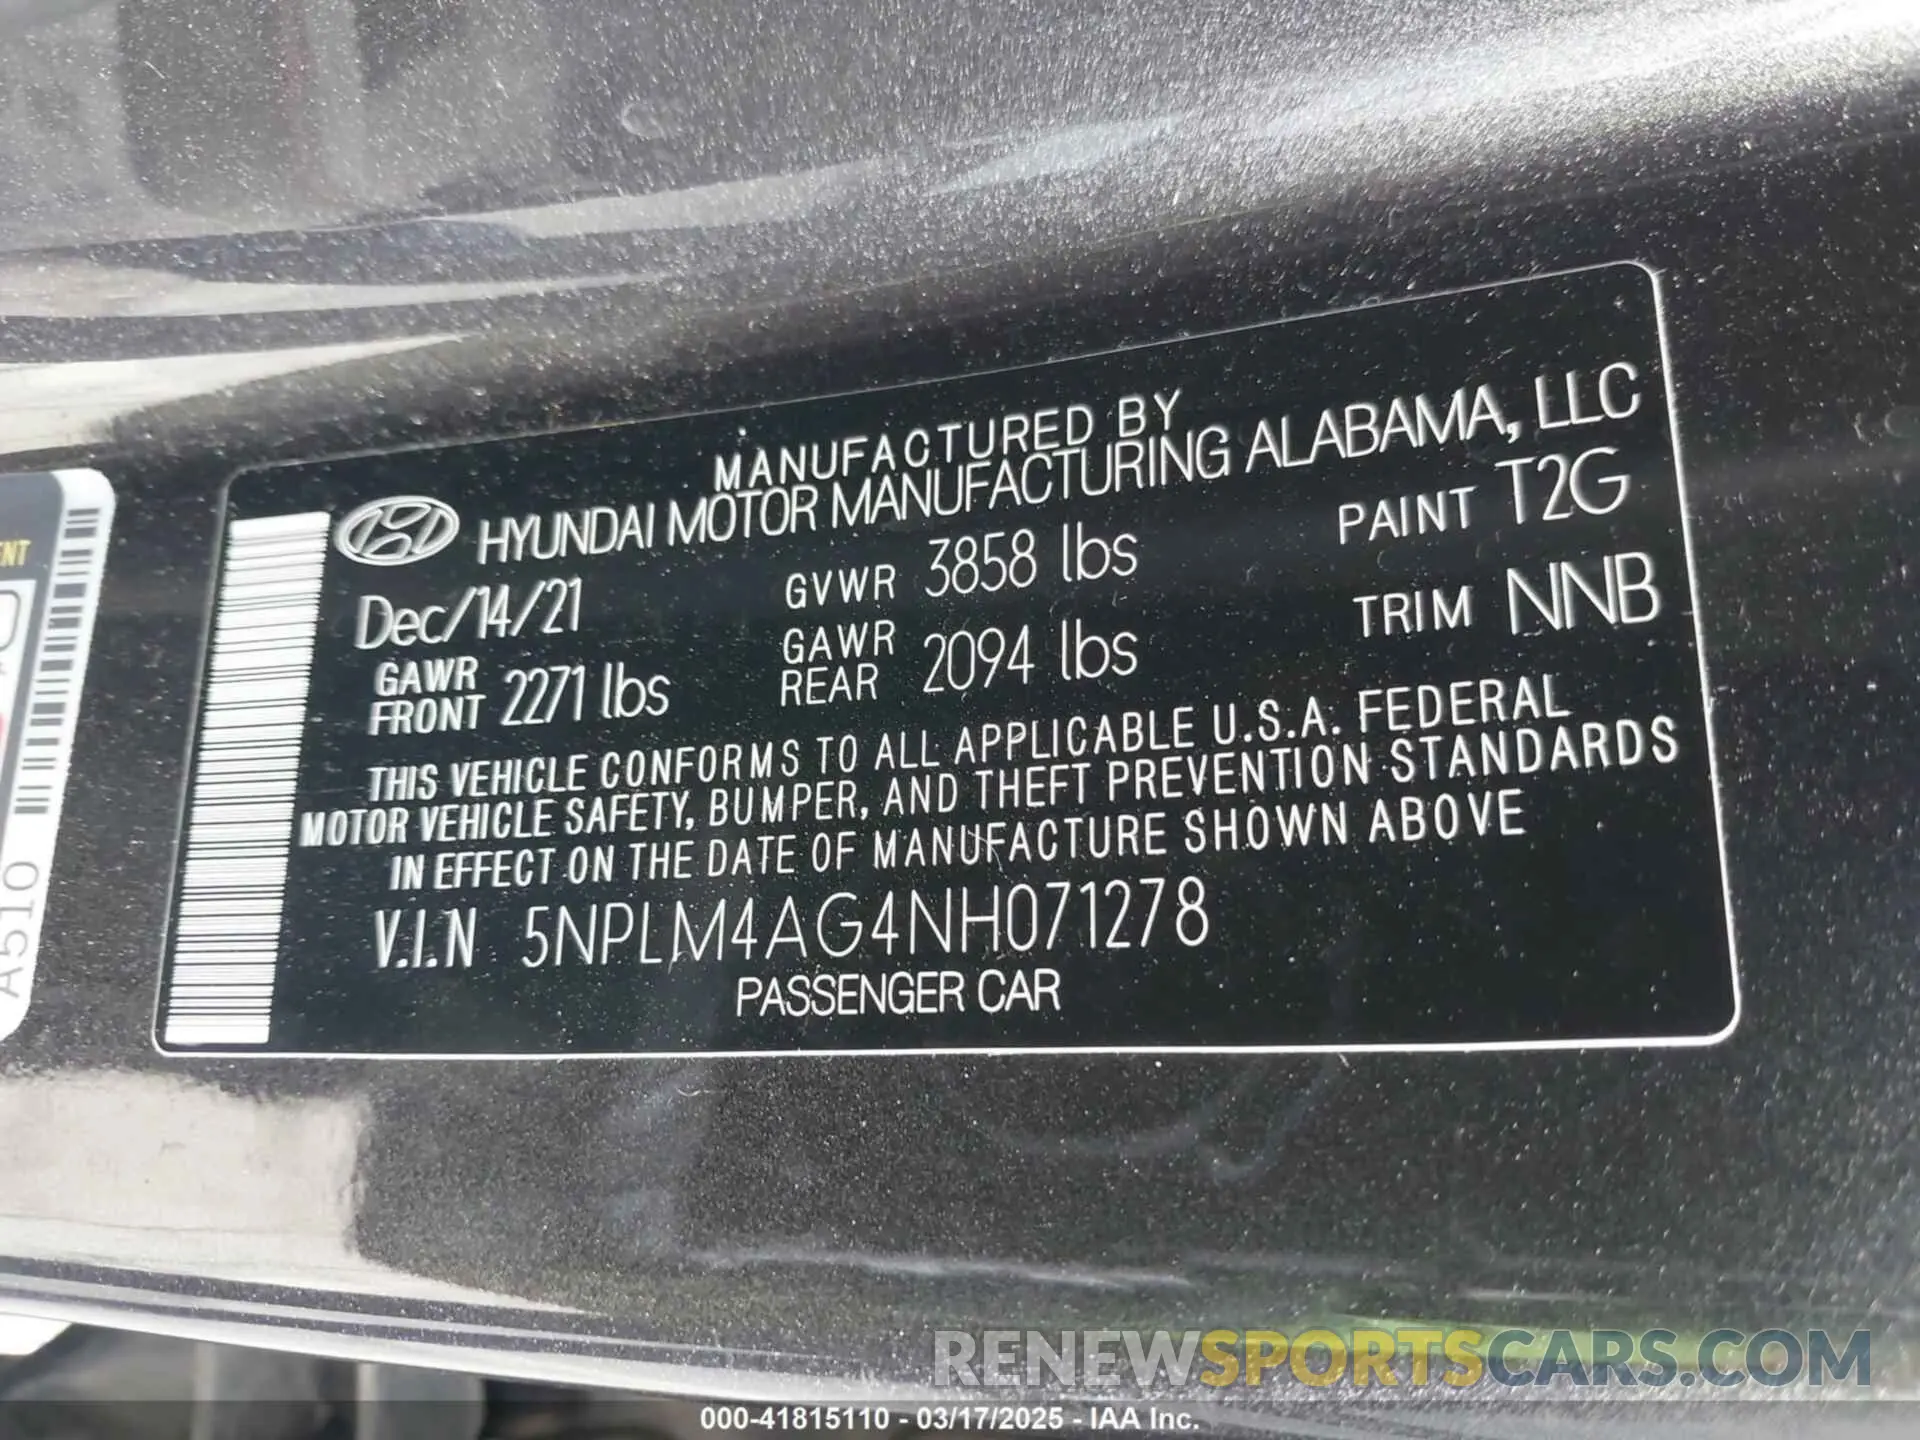 MANUFACTURED BY
HYUNDAI MOTOR MANUFACTURING ALABAMA, LLC
Dec/14/21 GVWR 3858 lbs PAINT T2G
GAWR FRONT 2271 lbs GAWR REAR 2094 lbs TRIM NNB
THIS VEHICLE CONFORMS TO ALL APPLICABLE U.S.A. FEDERAL
MOTOR VEHICLE SAFETY, BUMPER, AND THEFT PREVENTION STANDARDS
IN EFFECT ON THE DATE OF MANUFACTURE SHOWN ABOVE
V.I.N 5NPLM4AG4NH071278
PASSENGER CAR
A510
RENEWSPORTSCARS.COM
000-41815110 - 03/17/2025 - IAA Inc.